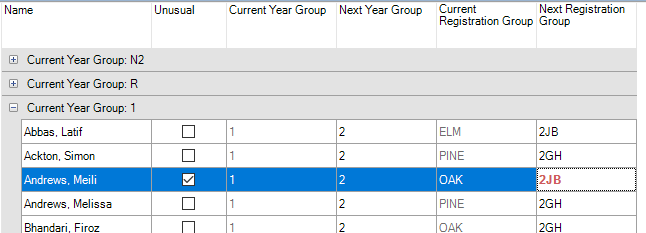 Name Unusual Current Year Group Next Year Group Current Registration Group Next Registration Group
Current Year Group: N2
Current Year Group: R
Current Year Group: 1
Abbas, Latif 1 2 ELM 2JB
Ackton, Simon 1 2 PINE 2GH
Andrews, Meili 1 2 OAK 2JB
Andrews, Melissa 1 2 PINE 2GH
Bhandari, Firoz 1 2 OAK 2GH